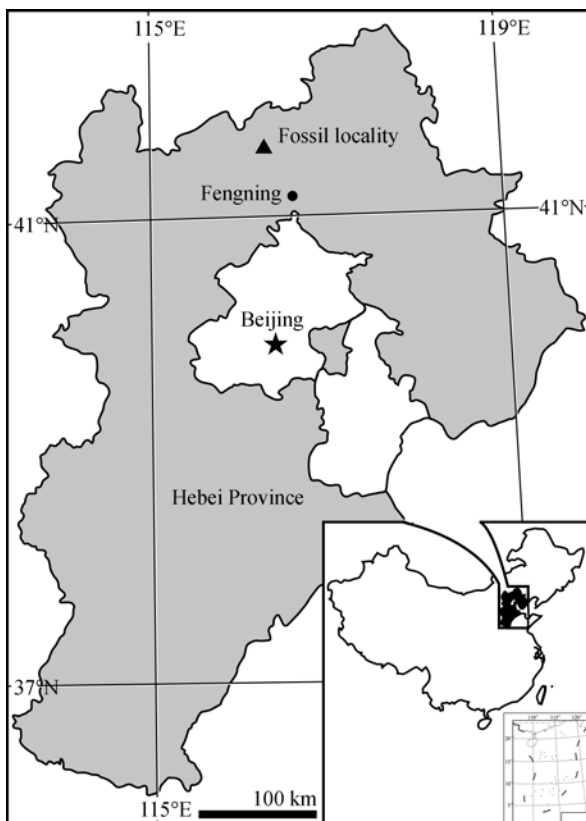 115°E
119°E
Fossil locality
Fengning
41°N
41°N
Beijing
Hebei Province
37°N
115°E
100 km